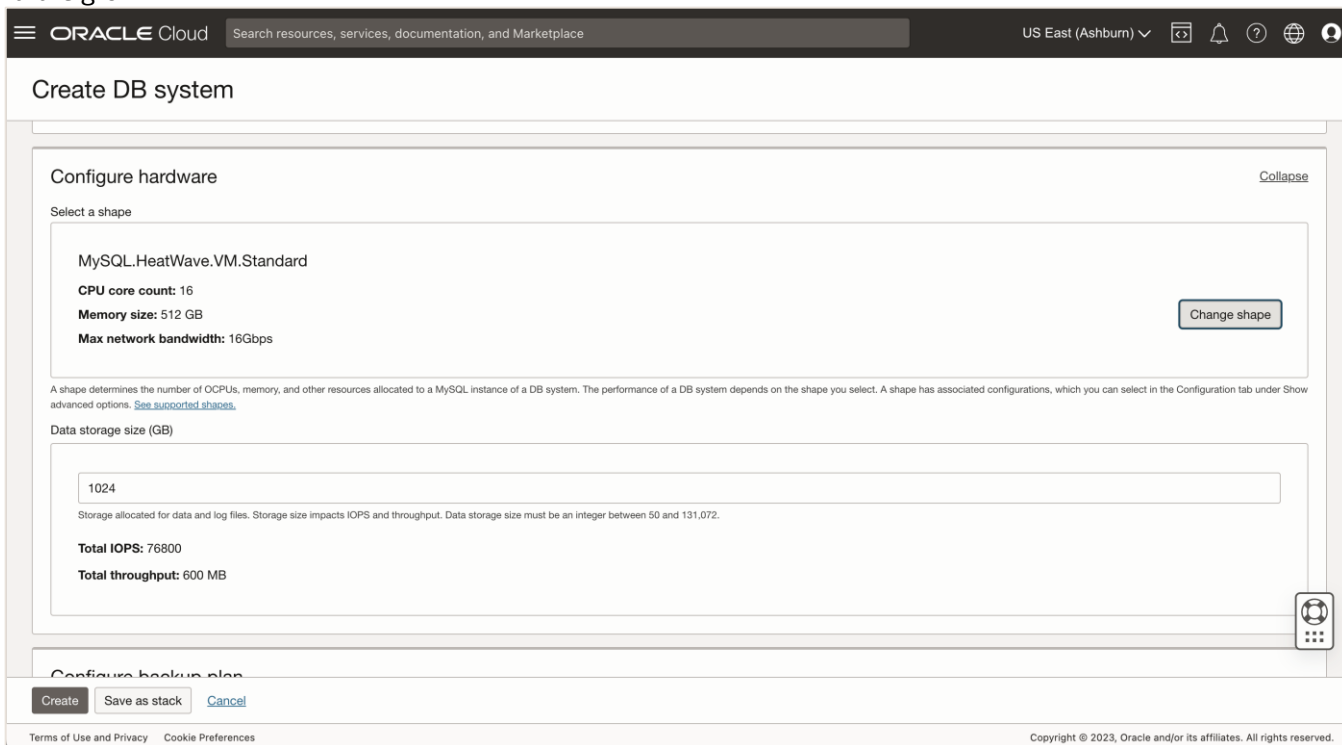 ORACLE Cloud
Search resources, services, documentation, and Marketplace
US East (Ashburn)
Create DB system
Configure hardware
Collapse
Select a shape
MySQL.HeatWave.VM.Standard
CPU core count: 16
Memory size: 512 GB
Max network bandwidth: 16Gbps
Change shape
A shape determines the number of OCPUs, memory, and other resources allocated to a MySQL instance of a DB system. The performance of a DB system depends on the shape you select. A shape has associated configurations, which you can select in the Configuration tab under Show
advanced options. See supported shapes.
Data storage size (GB)
1024
Storage allocated for data and log files. Storage size impacts IOPS and throughput. Data storage size must be an integer between 50 and 131,072.
Total IOPS: 76800
Total throughput: 600 MB
Configure backup plan
Create
Save as stack
Cancel
Terms of Use and Privacy
Cookie Preferences
Copyright © 2023, Oracle and/or its affiliates. All rights reserved.